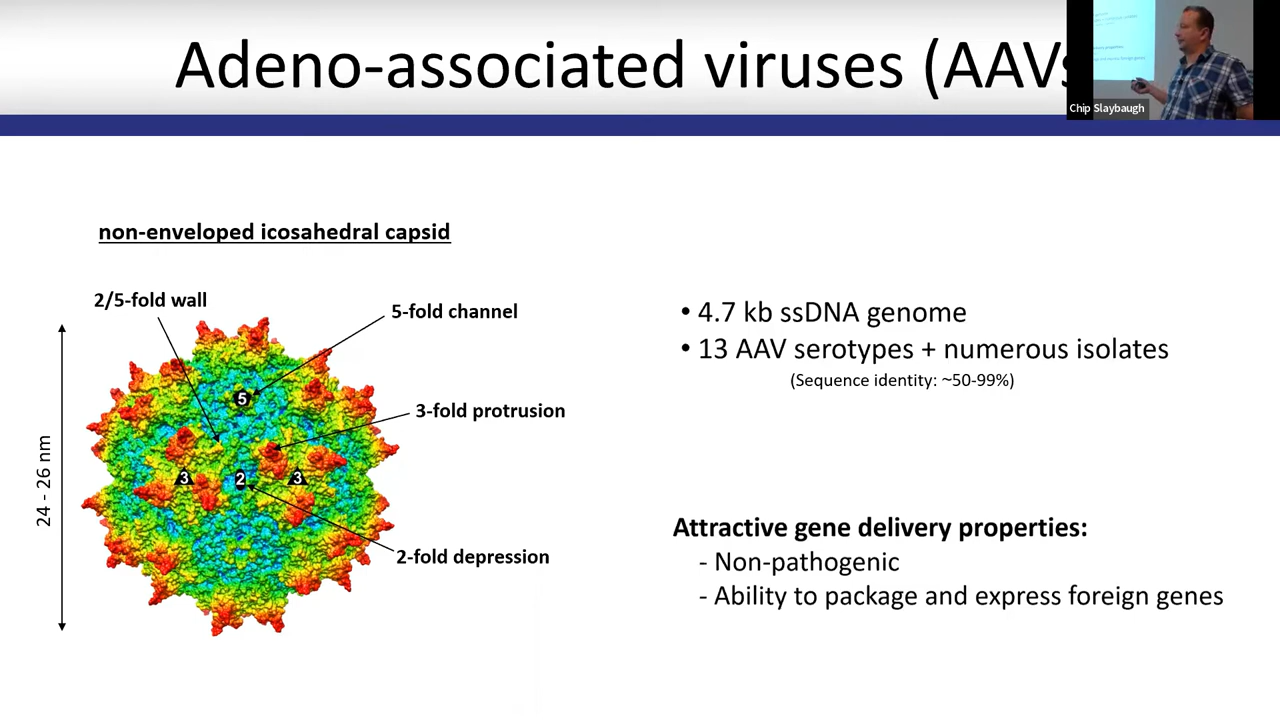 Adeno-associated viruses (AAVs
Chip Slaybaugh
non-enveloped icosahedral capsid
2/5-fold wall
5-fold channel
3-fold protrusion
2-fold depression
24 - 26 nm
5
3
2
3
• 4.7 kb ssDNA genome
• 13 AAV serotypes + numerous isolates
(Sequence identity: ~50-99%)
Attractive gene delivery properties:
- Non-pathogenic
- Ability to package and express foreign genes